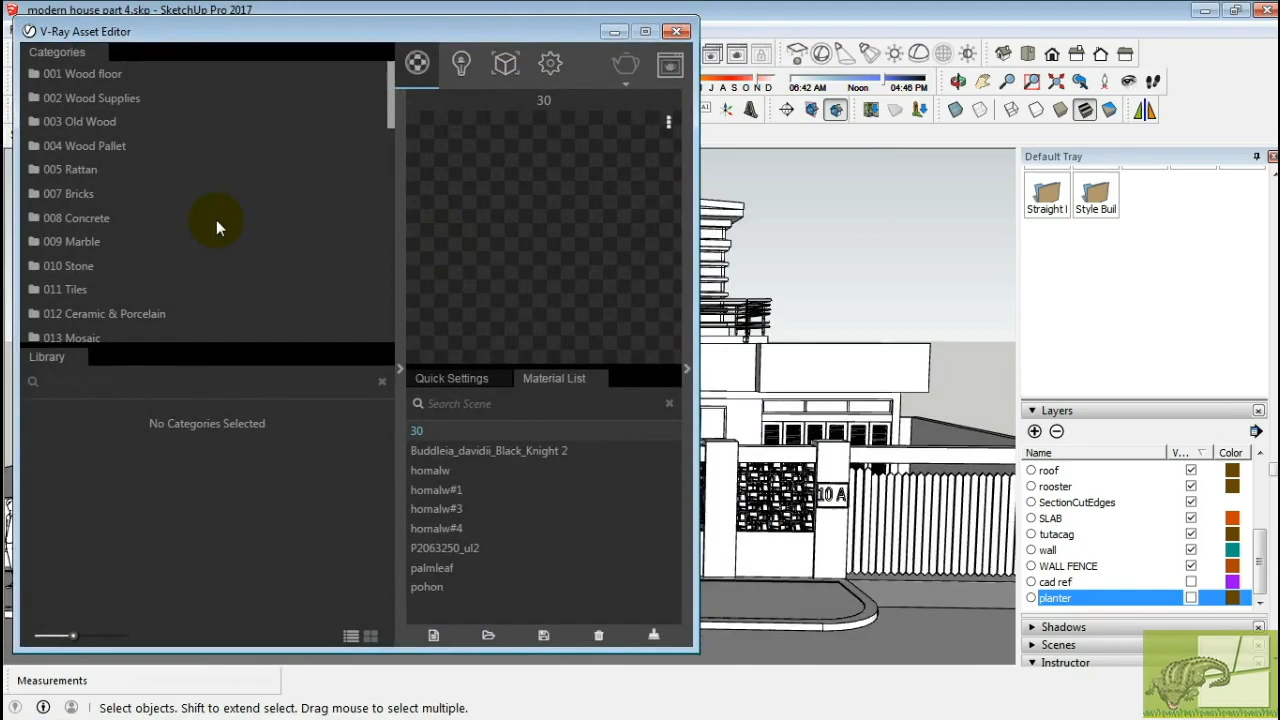 modern house part 4.skp - SketchUp Pro 2017
V-Ray Asset Editor
Categories
001 Wood floor
002 Wood Supplies
003 Old Wood
004 Wood Pallet
005 Rattan
007 Bricks
008 Concrete
009 Marble
010 Stone
011 Tiles
012 Ceramic & Porcelain
013 Mosaic
Library
No Categories Selected
30
Quick Settings
Material List
Search Scene
30
Buddleia_davidii_Black_Knight 2
homalw
homalw#1
homalw#3
homalw#4
P2063250_ul2
palmleaf
pohon
J A S O N D
06:42 AM Noon 04:46 PM
10 A
Default Tray
Straight l
Style Buil
Layers
Name V... Color
roof
rooster
SectionCutEdges
SLAB
tutacag
wall
WALL FENCE
cad ref
planter
Shadows
Scenes
Instructor
Measurements
Select objects. Shift to extend select. Drag mouse to select multiple.